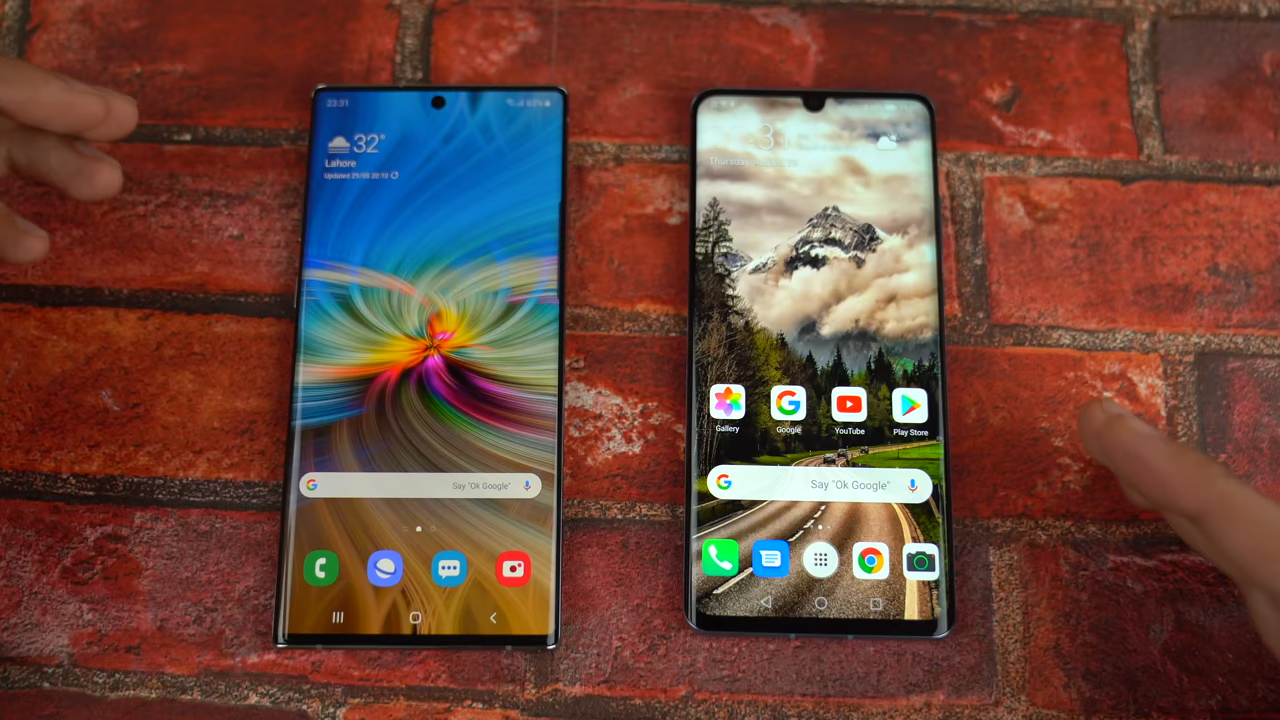 23:31
32°
Lahore
Updated 29/08 20:10
Say "Ok Google"
Thursday
Gallery
Google
YouTube
Play Store
Say "Ok Google"